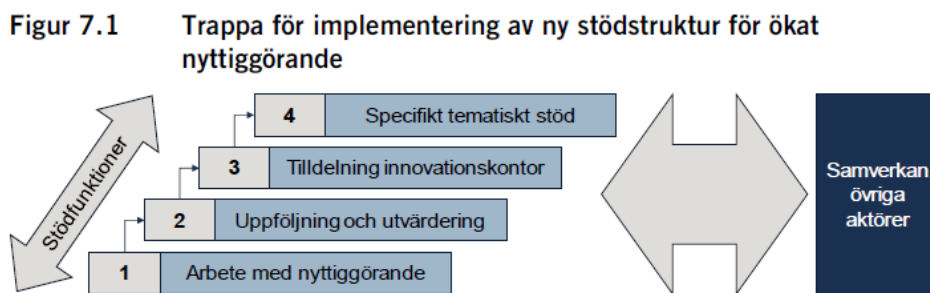 Figur 7.1 Trappa för implementering av ny stödstruktur för ökat
nyttiggörande
Stödfunktioner
4 Specifikt tematiskt stöd
3 Tilldelning innovationskontor
2 Uppföljning och utvärdering
1 Arbete med nyttiggörande
Samverkan
övriga
aktörer